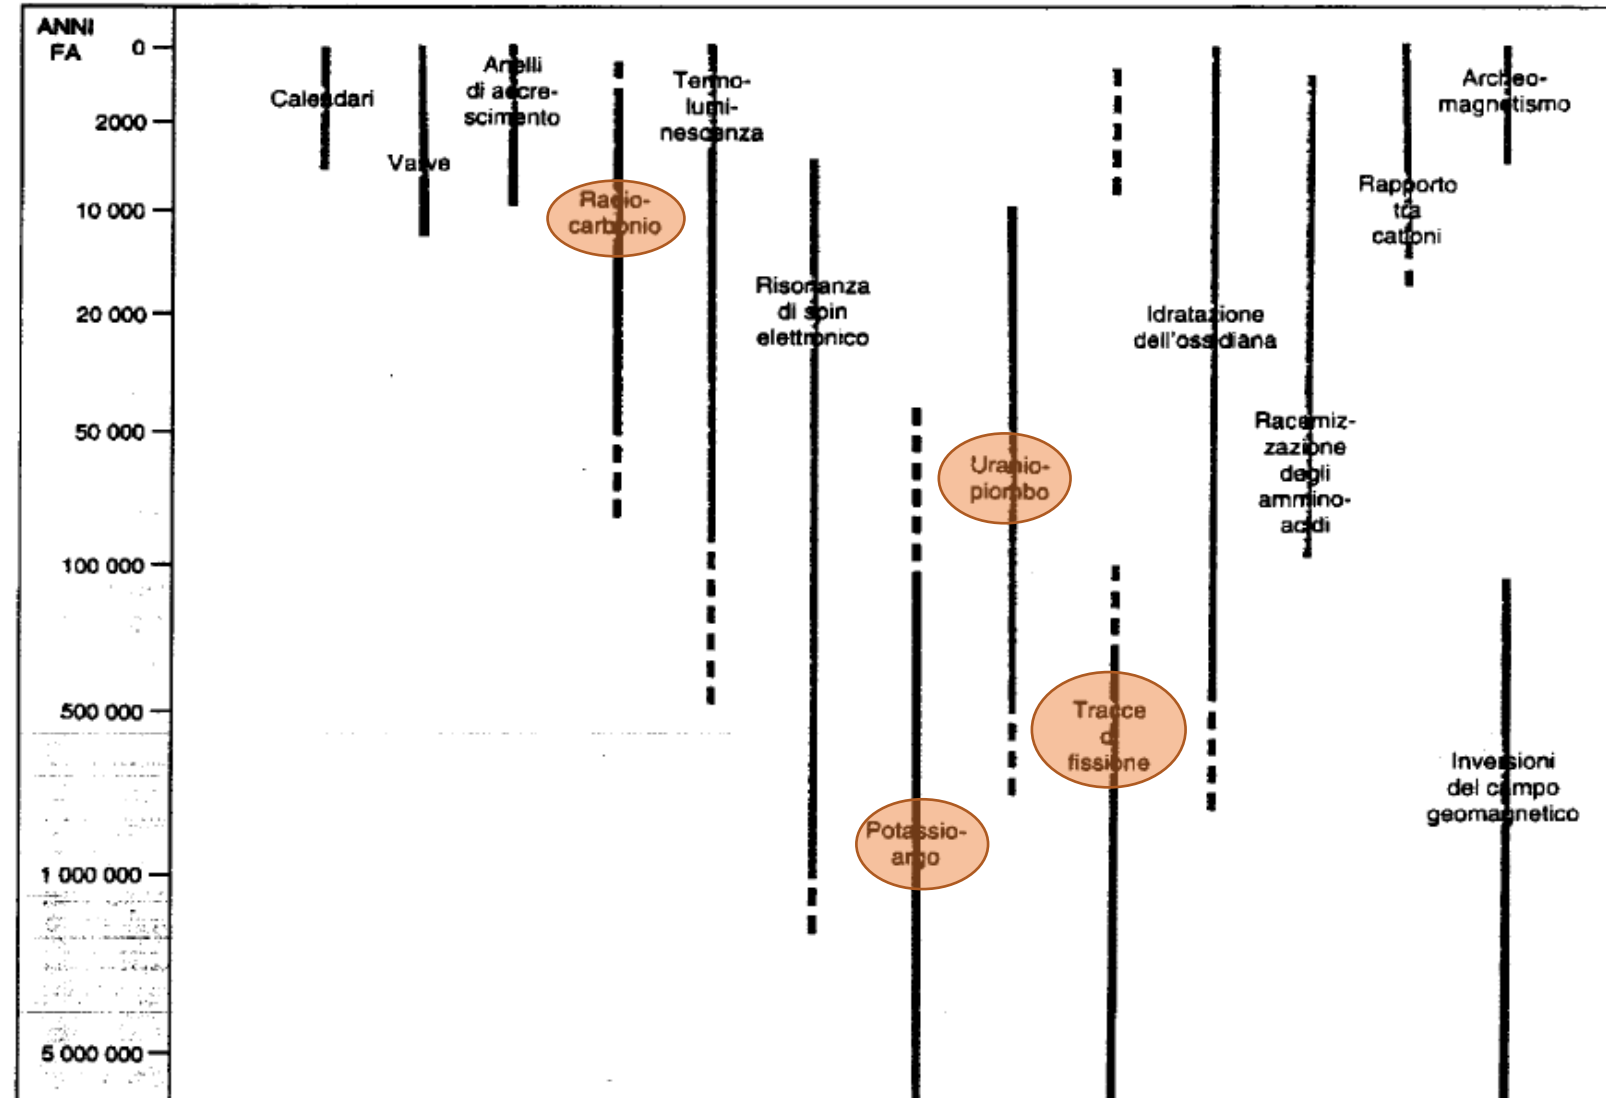 ANNI
FA
0
2000
10 000
20 000
50 000
100 000
500 000
1 000 000
5 000 000
Calendari
Varve
Anelli
di accre-
scimento
Radio-
carbonio
Termo-
lumi-
nescenza
Risonanza
di spin
elettronico
Potassio-
argo
Uranio-
piombo
Tracce
di
fissione
Idratazione
dell'ossidiana
Racemiz-
zazione
degli
ammino-
acidi
Rapporto
tra
cationi
Archeo-
magnetismo
Inversioni
del campo
geomagnetico